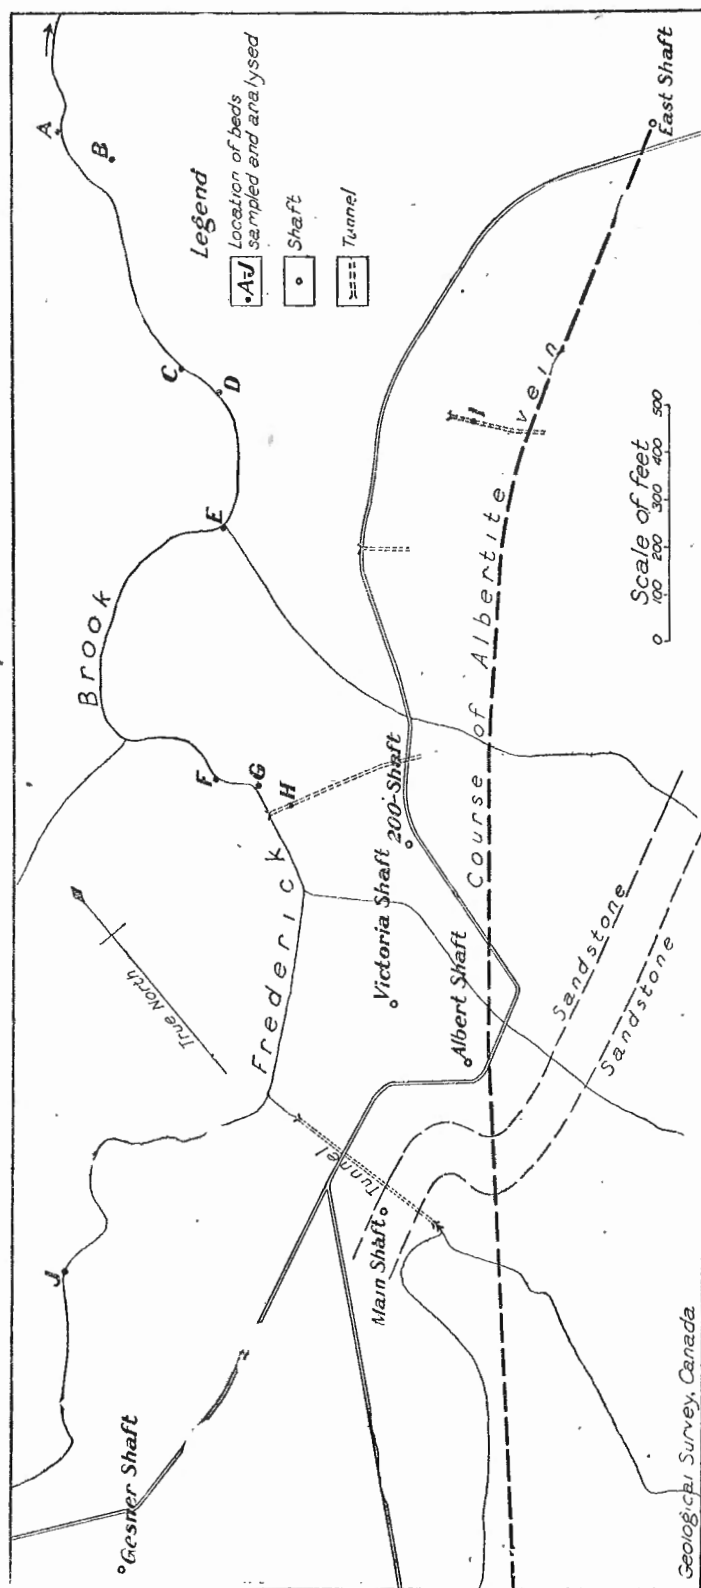 A
B
Legend
A-J
Location of beds
sampled and analysed
Shaft
Tunnel
C
D
E
Brook
F
G
H
I
True North
Frederick
200-Shaft
Victoria Shaft
Albert Shaft
Course of Albertite vein
East Shaft
Scale of feet
0 100 200 300 400 500
Sandstone
Sandstone
J
Tunnel
Main Shaft
Gesner Shaft
Geological Survey, Canada